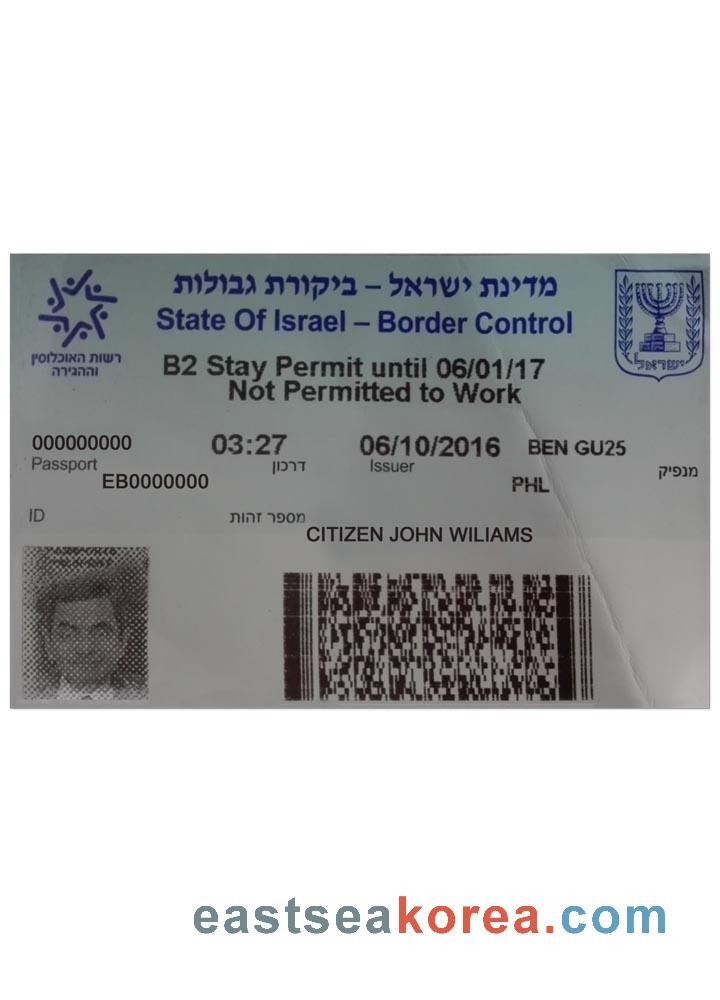 מדינת ישראל – ביקורת גבולות
State Of Israel – Border Control
רשות האוכלוסין
וההגירה
ישראל
B2 Stay Permit until 06/01/17
Not Permitted to Work
000000000 03:27 06/10/2016 BEN GU25
Passport דרכון Issuer מנפיק
EB0000000 PHL
ID מספר זהות
CITIZEN JOHN WILIAMS
eastseakorea.com